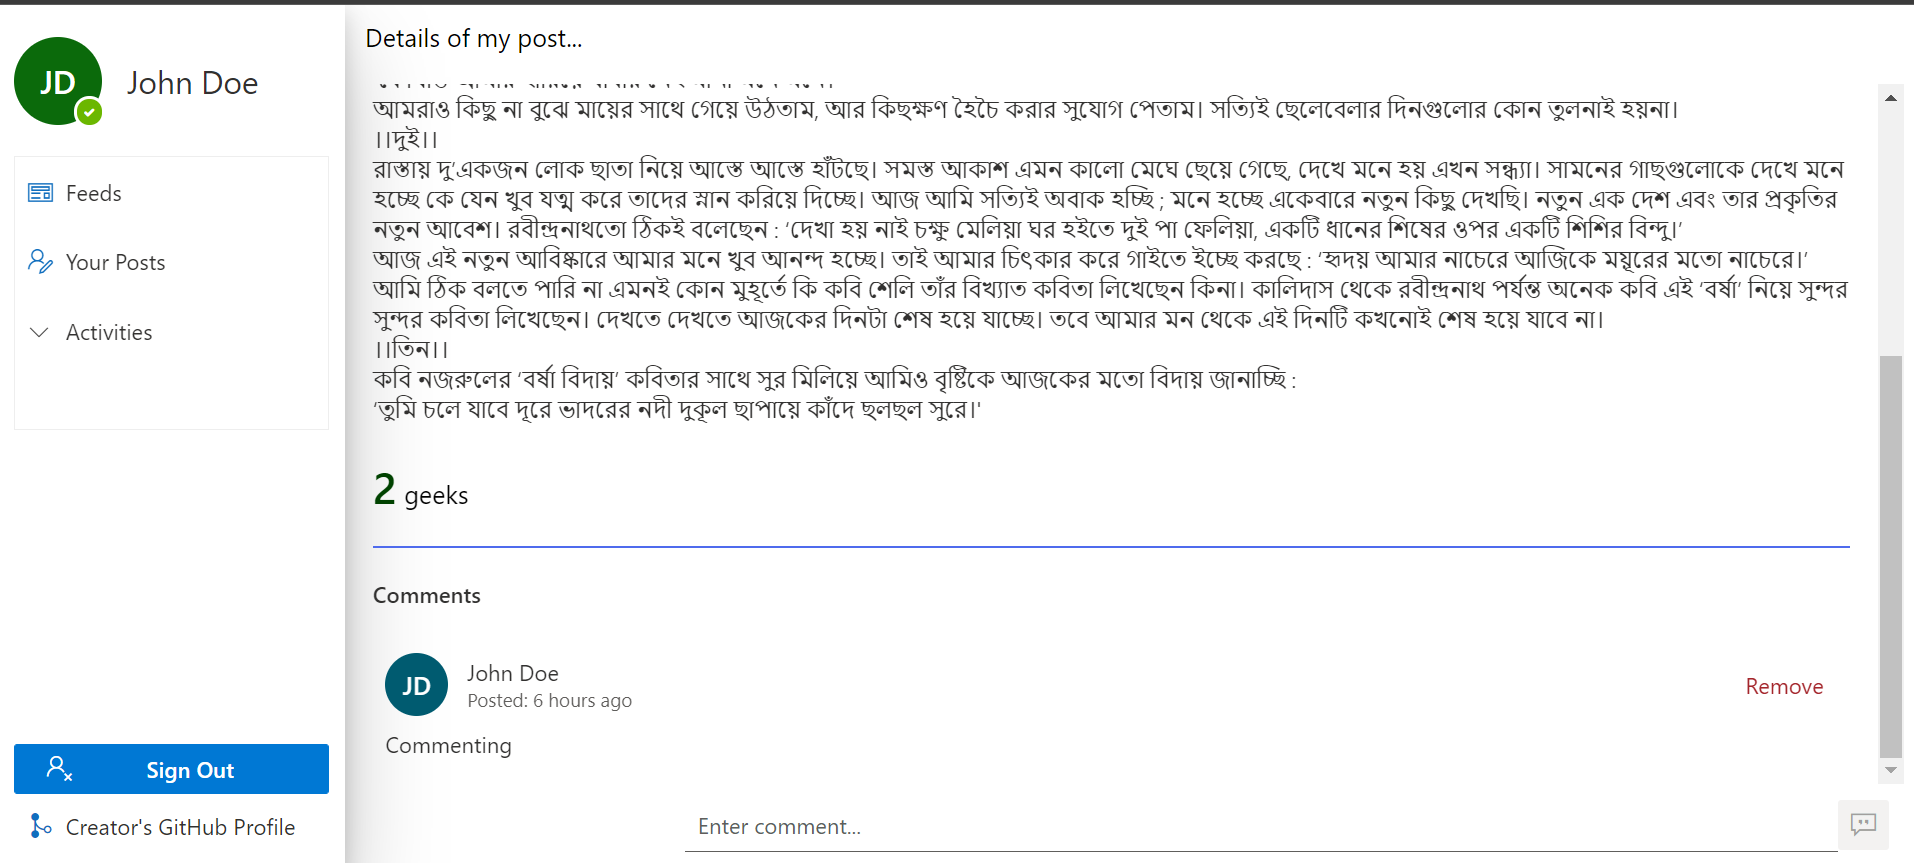 JD
John Doe
Feeds
Your Posts
Activities
Sign Out
Creator's GitHub Profile
Details of my post...
আমরাও কিছু না বুঝে মায়ের সাথে গেয়ে উঠতাম, আর কিছক্ষণ হৈচৈ করার সুযোগ পেতাম। সত্যিই ছেলেবেলার দিনগুলোর কোন তুলনাই হয়না।
।।দুই।।
রাস্তায় দু’একজন লোক ছাতা নিয়ে আস্তে আস্তে হাঁটছে। সমস্ত আকাশ এমন কালো মেঘে ছেয়ে গেছে, দেখে মনে হয় এখন সন্ধ্যা। সামনের গাছগুলোকে দেখে মনে
হচ্ছে কে যেন খুব যত্ম করে তাদের স্নান করিয়ে দিচ্ছে। আজ আমি সত্যিই অবাক হচ্ছি ; মনে হচ্ছে একেবারে নতুন কিছু দেখছি। নতুন এক দেশ এবং তার প্রকৃতির
নতুন আবেশ। রবীন্দ্রনাথতো ঠিকই বলেছেন : ‘দেখা হয় নাই চক্ষু মেলিয়া ঘর হইতে দুই পা ফেলিয়া, একটি ধানের শিষের ওপর একটি শিশির বিন্দু।’
আজ এই নতুন আবিষ্কারে আমার মনে খুব আনন্দ হচ্ছে। তাই আমার চিৎকার করে গাইতে ইচ্ছে করছে : ‘হৃদয় আমার নাচেরে আজিকে ময়ূরের মতো নাচেরে।’
আমি ঠিক বলতে পারি না এমনই কোন মুহূর্তে কি কবি শেলি তাঁর বিখ্যাত কবিতা লিখেছেন কিনা। কালিদাস থেকে রবীন্দ্রনাথ পর্যন্ত অনেক কবি এই ‘বর্ষা’ নিয়ে সুন্দর
সুন্দর কবিতা লিখেছেন। দেখতে দেখতে আজকের দিনটা শেষ হয়ে যাচ্ছে। তবে আমার মন থেকে এই দিনটি কখনোই শেষ হয়ে যাবে না।
।।তিন।।
কবি নজরুলের ‘বর্ষা বিদায়’ কবিতার সাথে সুর মিলিয়ে আমিও বৃষ্টিকে আজকের মতো বিদায় জানাচ্ছি :
‘তুমি চলে যাবে দূরে ভাদরের নদী দুকূল ছাপায়ে কাঁদে ছলছল সুরে।'
2 geeks
Comments
JD
John Doe
Posted: 6 hours ago
Remove
Commenting
Enter comment...